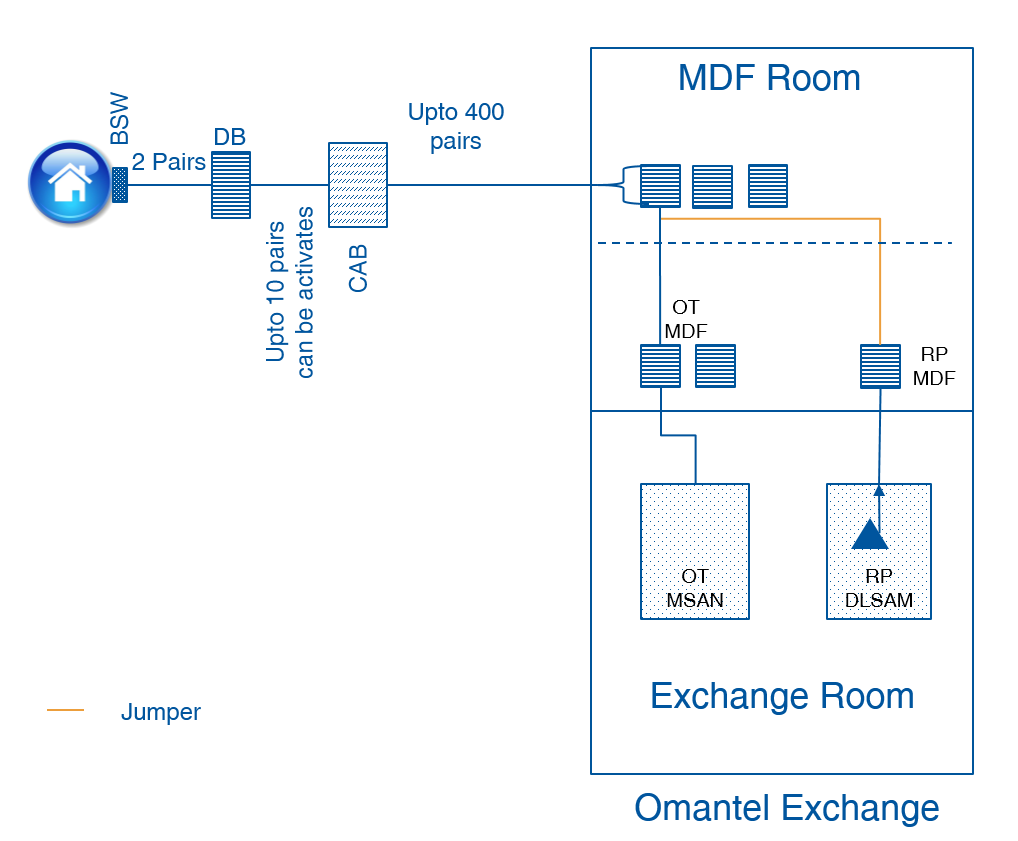 MDF Room
BSW
DB
2 Pairs
Upto 400
pairs
Upto 10 pairs
can be activates
CAB
OT
MDF
RP
MDF
OT
MSAN
RP
DLSAM
Exchange Room
Jumper
Omantel Exchange